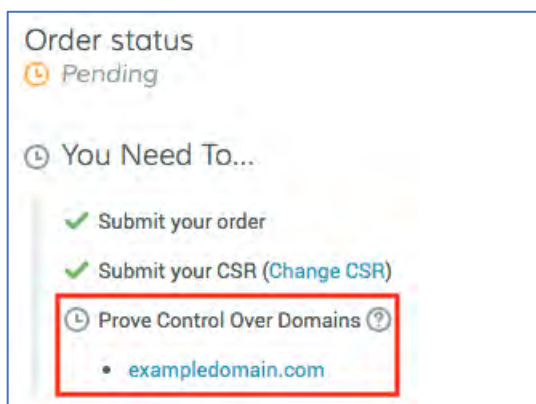 Order status
Pending
You Need To...
Submit your order
Submit your CSR (Change CSR)
Prove Control Over Domains
exampledomain.com